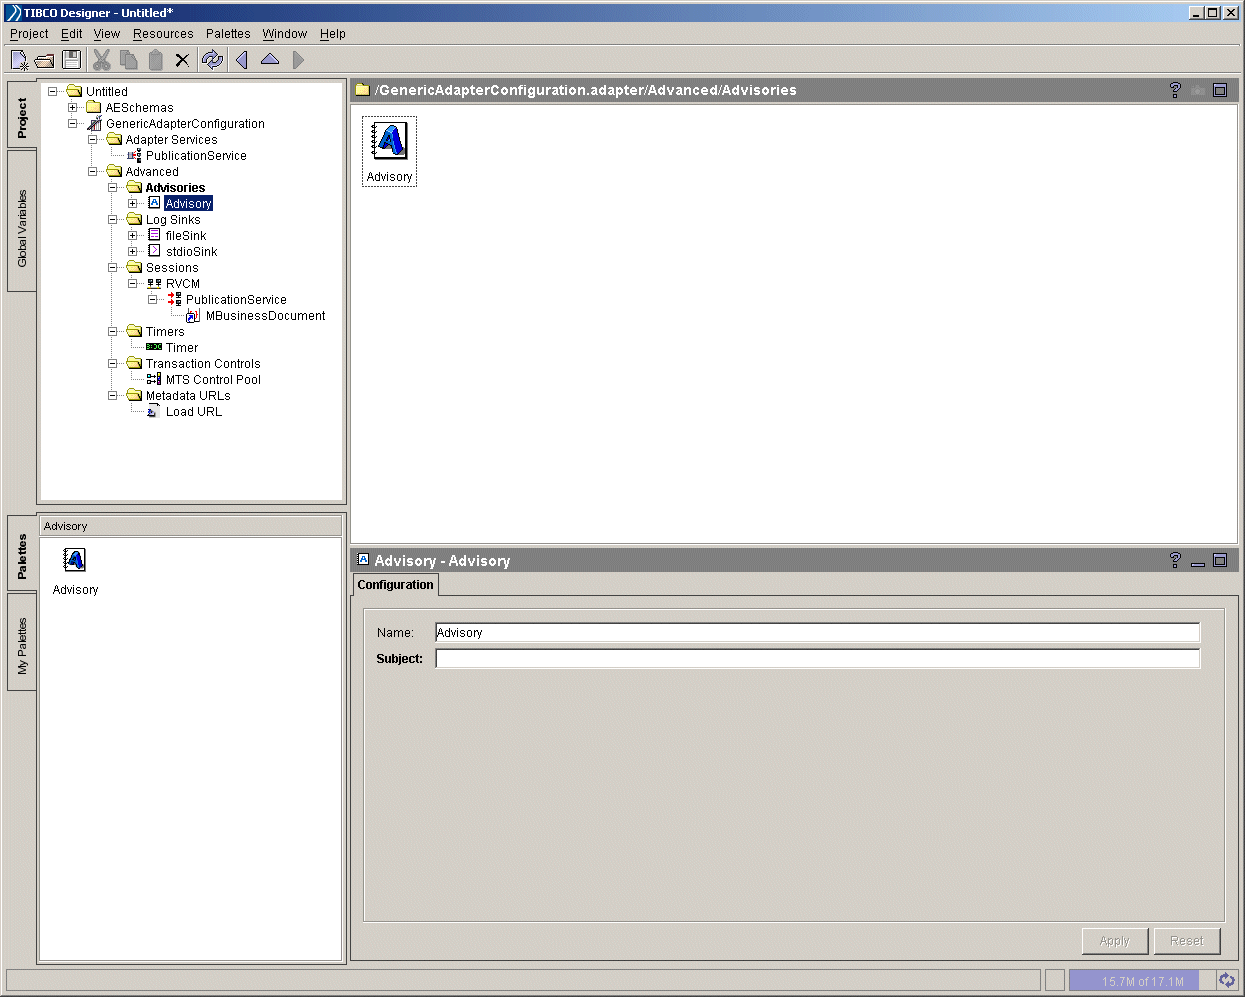 TIBCO Designer - Untitled*
Project Edit View Resources Palettes Window Help
Project
Global Variables
Untitled
AESchemas
GenericAdapterConfiguration
Adapter Services
PublicationService
Advanced
Advisories
Advisory
Log Sinks
fileSink
stdioSink
Sessions
RVCM
PublicationService
MBusinessDocument
Timers
Timer
Transaction Controls
MTS Control Pool
Metadata URLs
Load URL
/GenericAdapterConfiguration.adapter/Advanced/Advisories
Advisory
Palettes
My Palettes
Advisory
Advisory
Advisory - Advisory
Configuration
Name: Advisory
Subject:
Apply Reset
15.7M of 17.1M